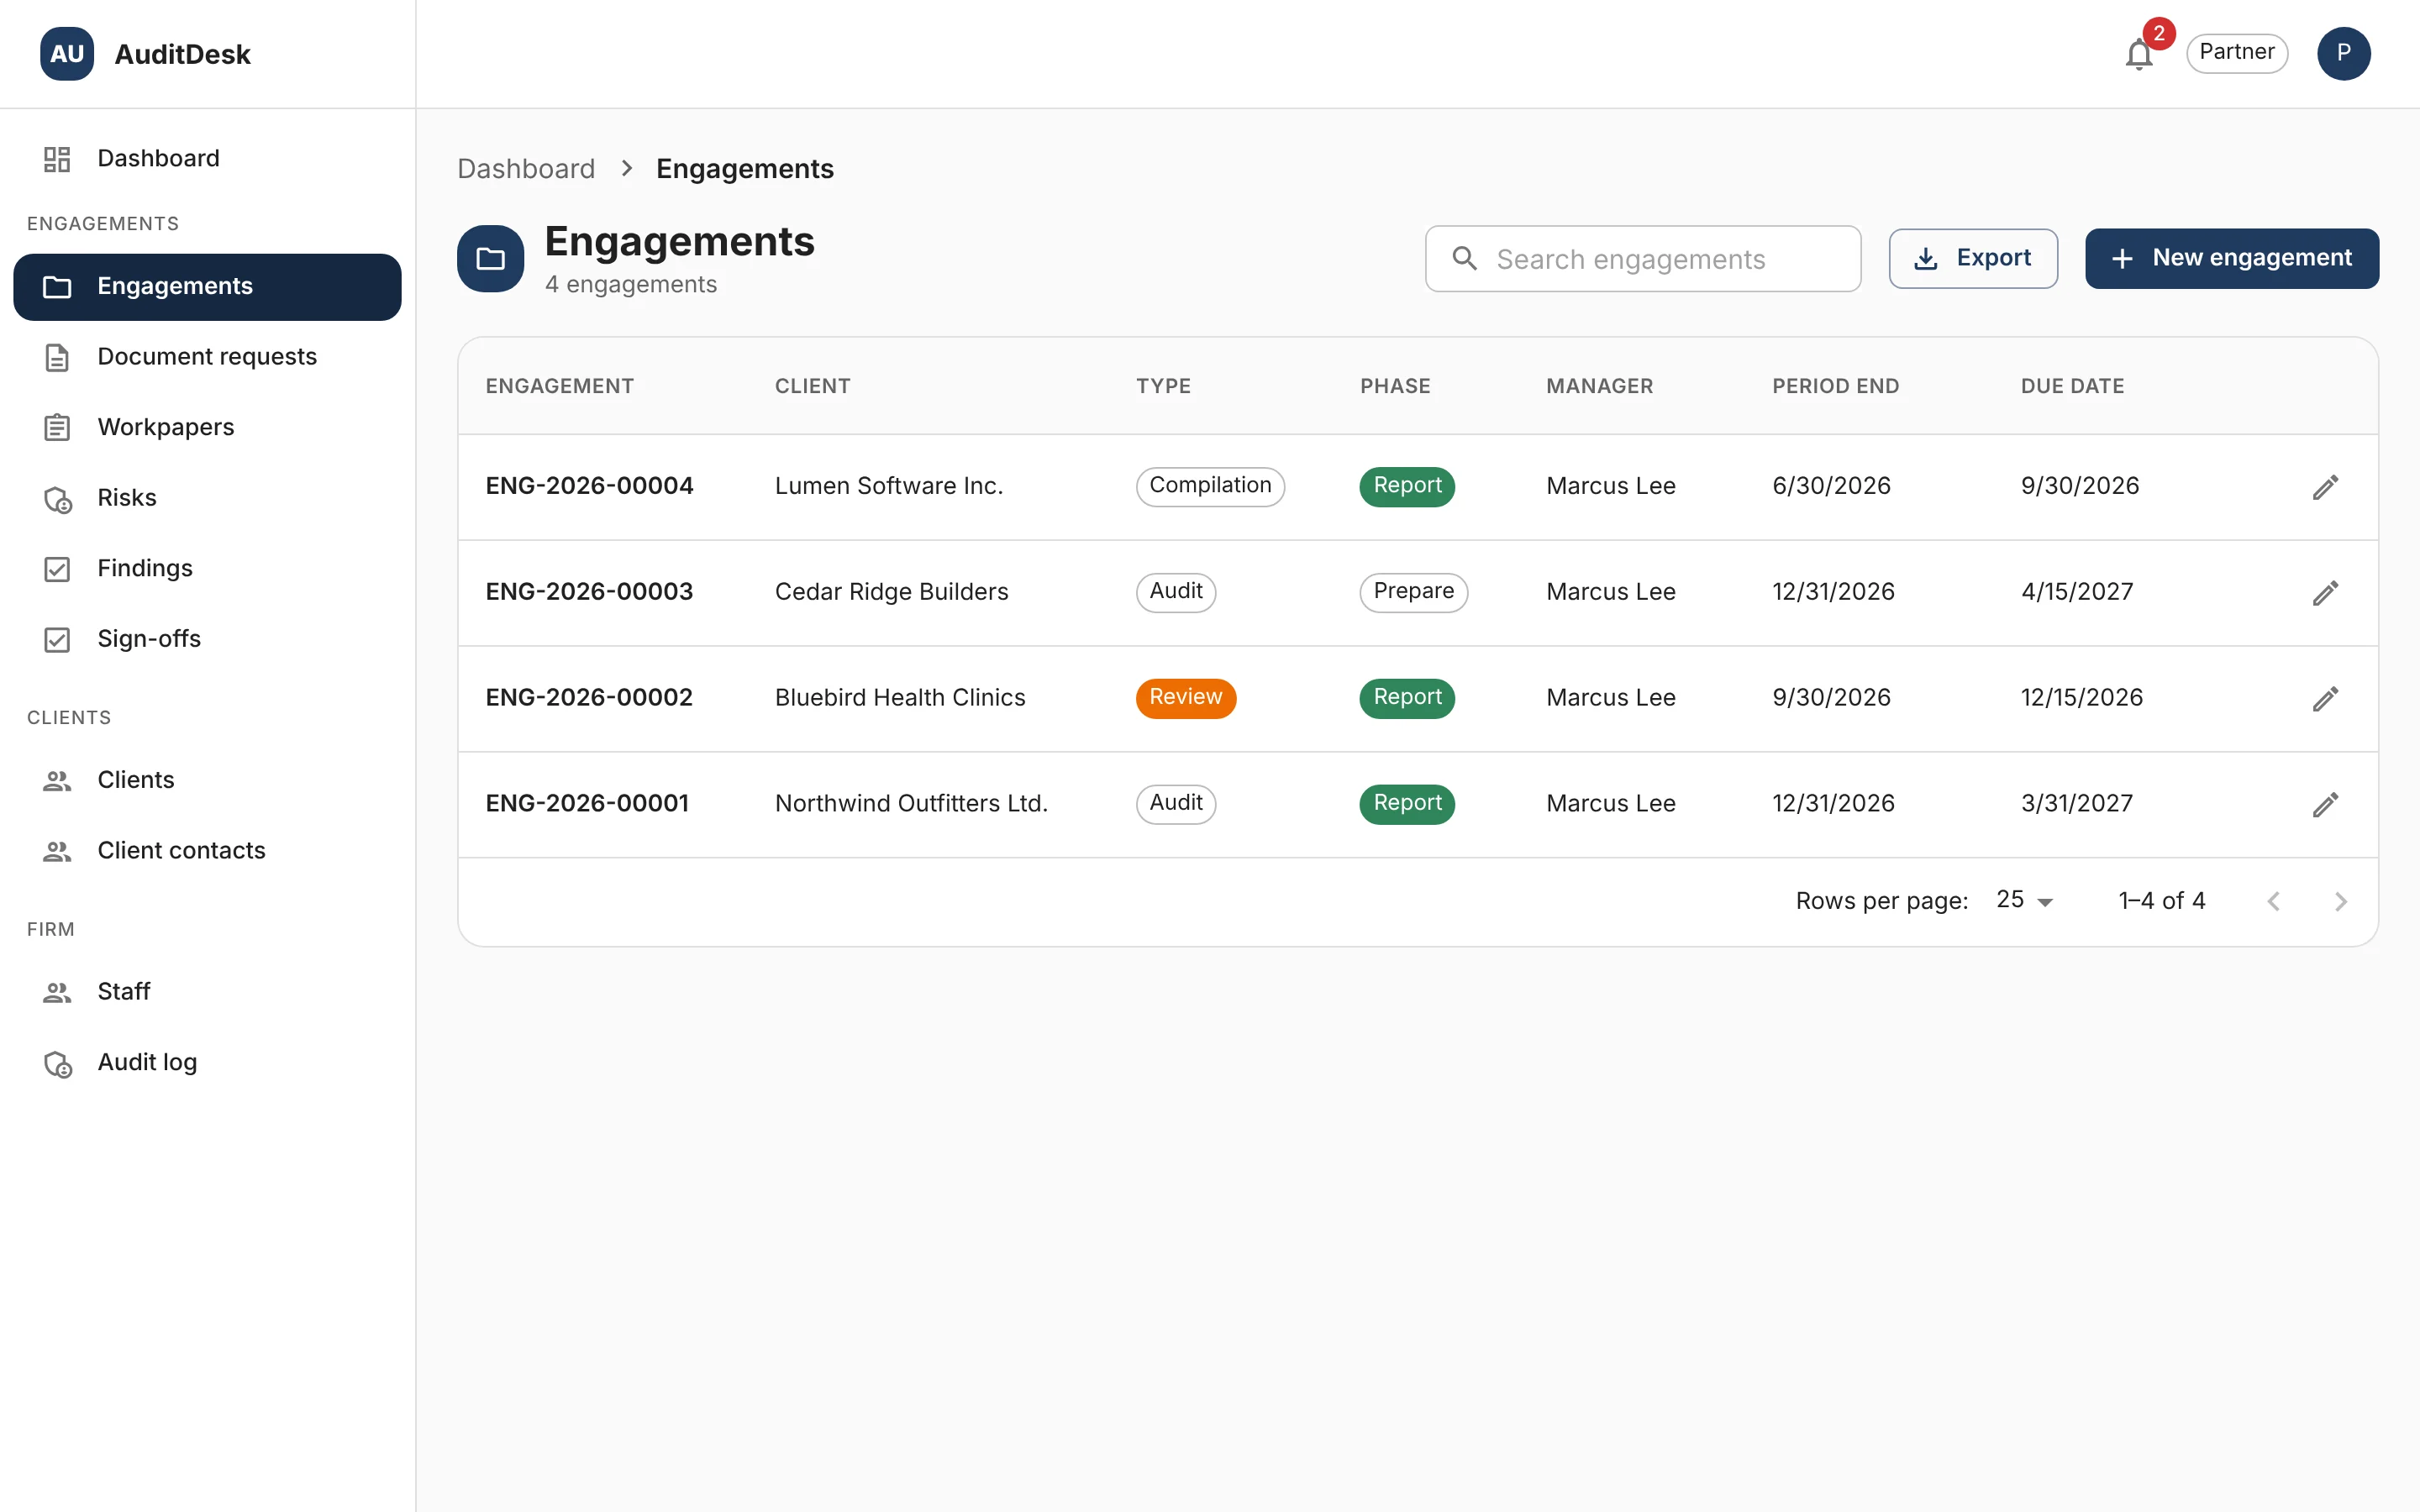 AU AuditDesk
2
Partner
P
Dashboard
ENGAGEMENTS
Engagements
Document requests
Workpapers
Risks
Findings
Sign-offs
CLIENTS
Clients
Client contacts
FIRM
Staff
Audit log
Dashboard > Engagements
Engagements
4 engagements
Search engagements
Export
+ New engagement
ENGAGEMENT CLIENT TYPE PHASE MANAGER PERIOD END DUE DATE
ENG-2026-00004 Lumen Software Inc. Compilation Report Marcus Lee 6/30/2026 9/30/2026
ENG-2026-00003 Cedar Ridge Builders Audit Prepare Marcus Lee 12/31/2026 4/15/2027
ENG-2026-00002 Bluebird Health Clinics Review Report Marcus Lee 9/30/2026 12/15/2026
ENG-2026-00001 Northwind Outfitters Ltd. Audit Report Marcus Lee 12/31/2026 3/31/2027
Rows per page: 25 1–4 of 4